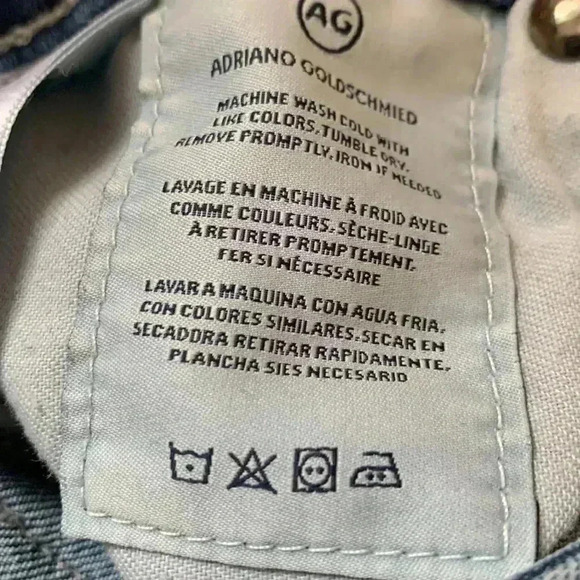 AG
ADRIANO GOLDSCHMIED
MACHINE WASH COLD WITH
LIKE COLORS. TUMBLE DRY.
REMOVE PROMPTLY. IRON IF NEEDED
LAVAGE EN MACHINE À FROID AVEC
COMME COULEURS. SÈCHE-LINGE
À RETIRER PROMPTEMENT.
FER SI NÉCESSAIRE
LAVAR A MAQUINA CON AGUA FRIA.
CON COLORES SIMILARES. SECAR EN
SECADORA RETIRAR RAPIDAMENTE.
PLANCHA SIES NECESARIO